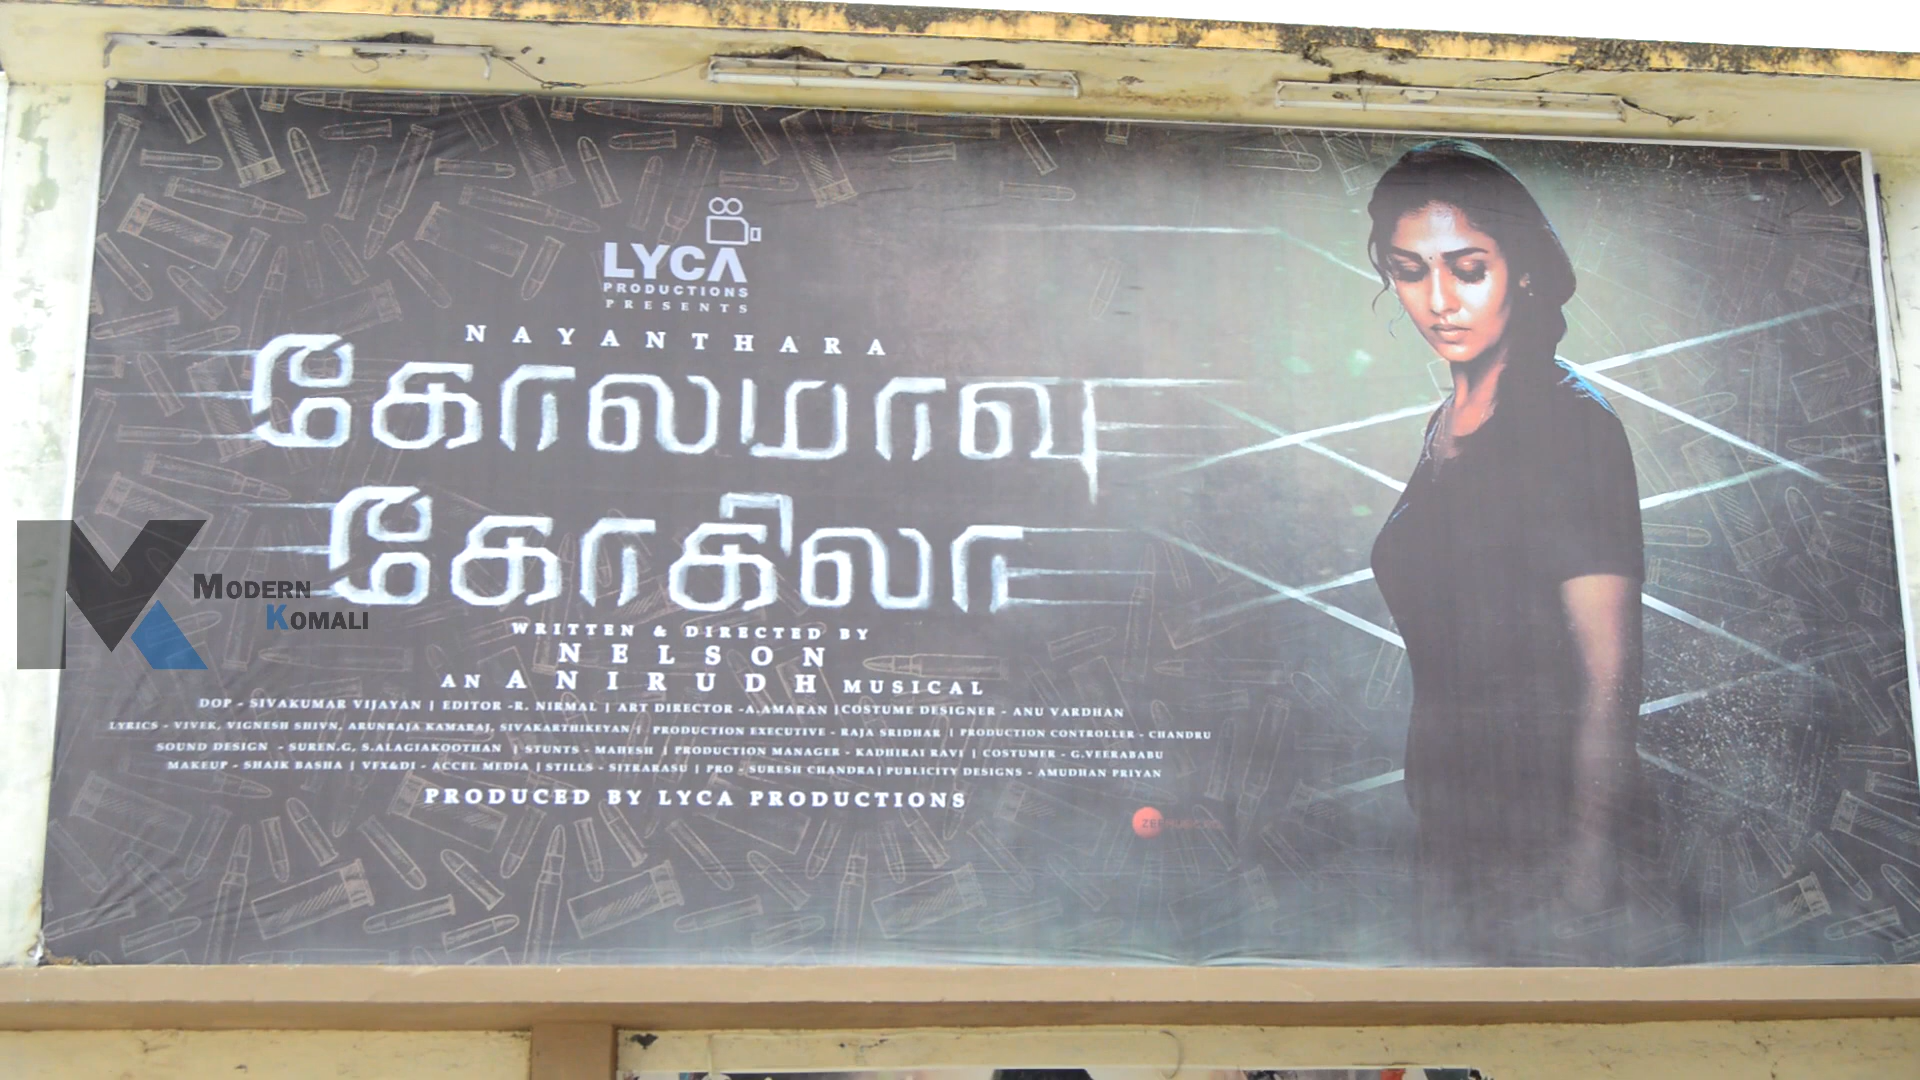 LYCA
PRODUCTIONS
PRESENTS
NAYANTHARA
கோலமாவு
கோகிலா
WRITTEN & DIRECTED BY
NELSON
AN ANIRUDH MUSICAL
DOP - SIVAKUMAR VIJAYAN | EDITOR -R. NIRMAL | ART DIRECTOR -A.AMARAN |COSTUME DESIGNER - ANU VARDHAN
LYRICS - VIVEK, VIGNESH SHIVN, ARUNRAJA KAMARAJ, SIVAKARTHIKEYAN | PRODUCTION EXECUTIVE - RAJA SRIDHAR | PRODUCTION CONTROLLER - CHANDRU
SOUND DESIGN - SUREN.G, S.ALAGIAKOOTHAN | STUNTS - MAHESH | PRODUCTION MANAGER - KADHIRAI RAVI | COSTUMER - G.VEERABABU
MAKEUP - SHAIK BASHA | VFX&DI - ACCEL MEDIA | STILLS - SITRARASU | PRO - SURESH CHANDRA| PUBLICITY DESIGNS - AMUDHAN PRIYAN
PRODUCED BY LYCA PRODUCTIONS
MODERN
KOMALI